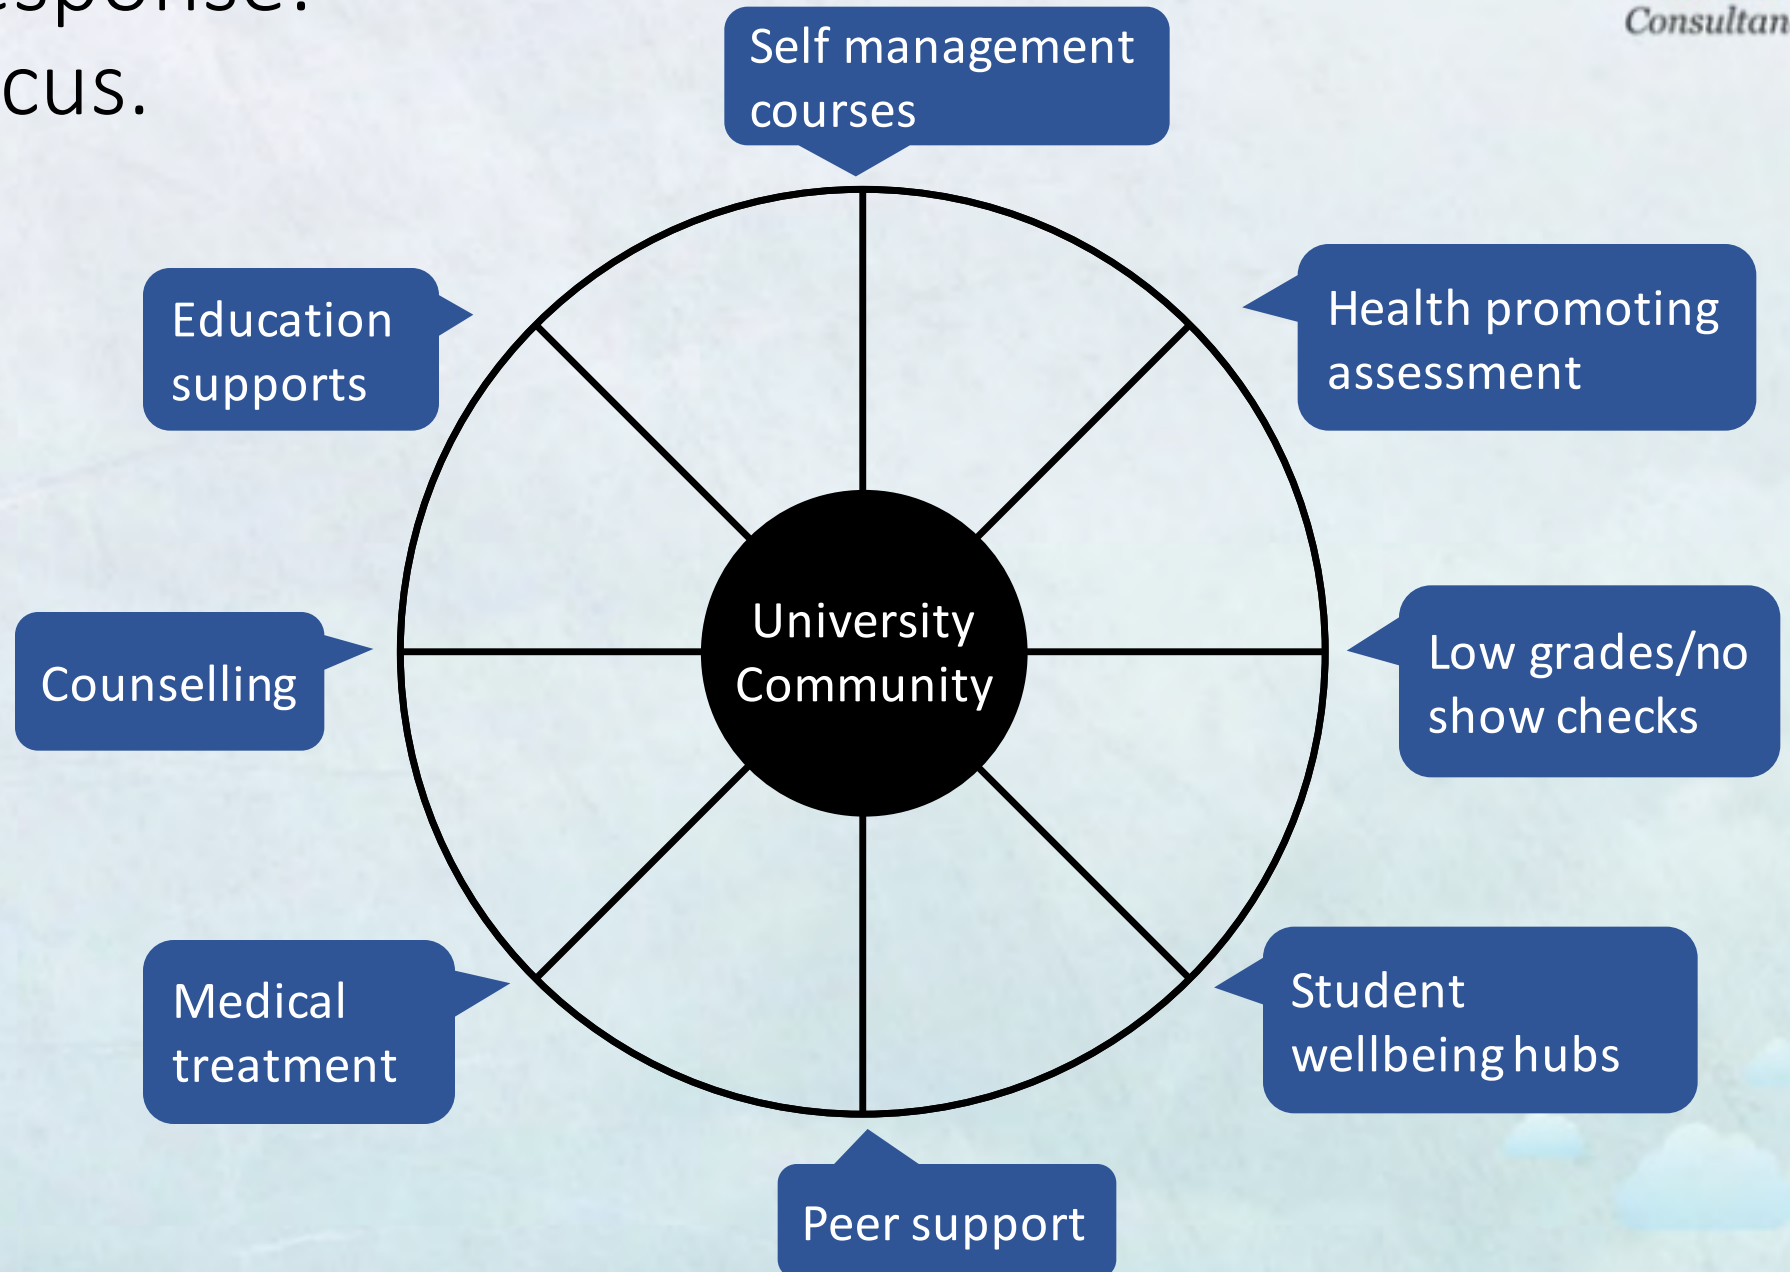 esponse.
cus.
Consultan
Self management
courses
Education
supports
Health promoting
assessment
University
Community
Counselling
Low grades/no
show checks
Medical
treatment
Student
wellbeing hubs
Peer support